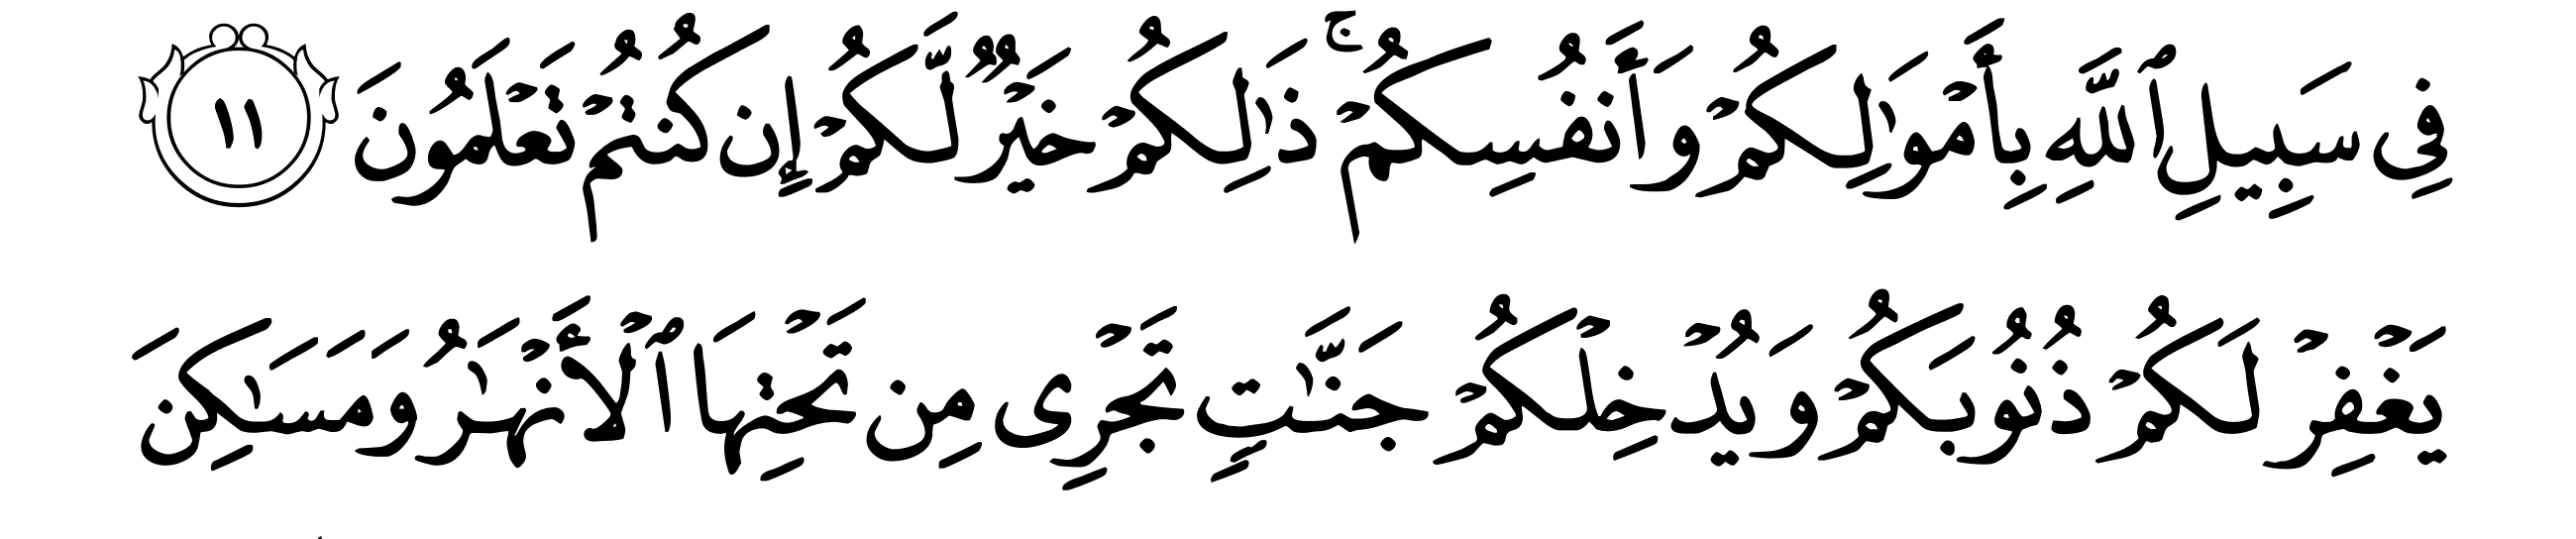 فِى سَبِيلِ ٱللَّهِ بِأَمْوَٰلِكُمْ وَأَنفُسِكُمْ ۚ ذَٰلِكُمْ خَيْرٌ لَّكُمْ إِن كُنتُمْ تَعْلَمُونَ ١١
يَغْفِرْ لَكُمْ ذُنُوبَكُمْ وَيُدْخِلْكُمْ جَنَّٰتٍ تَجْرِى مِن تَحْتِهَا ٱلْأَنْهَٰرُ وَمَسَٰكِنَ